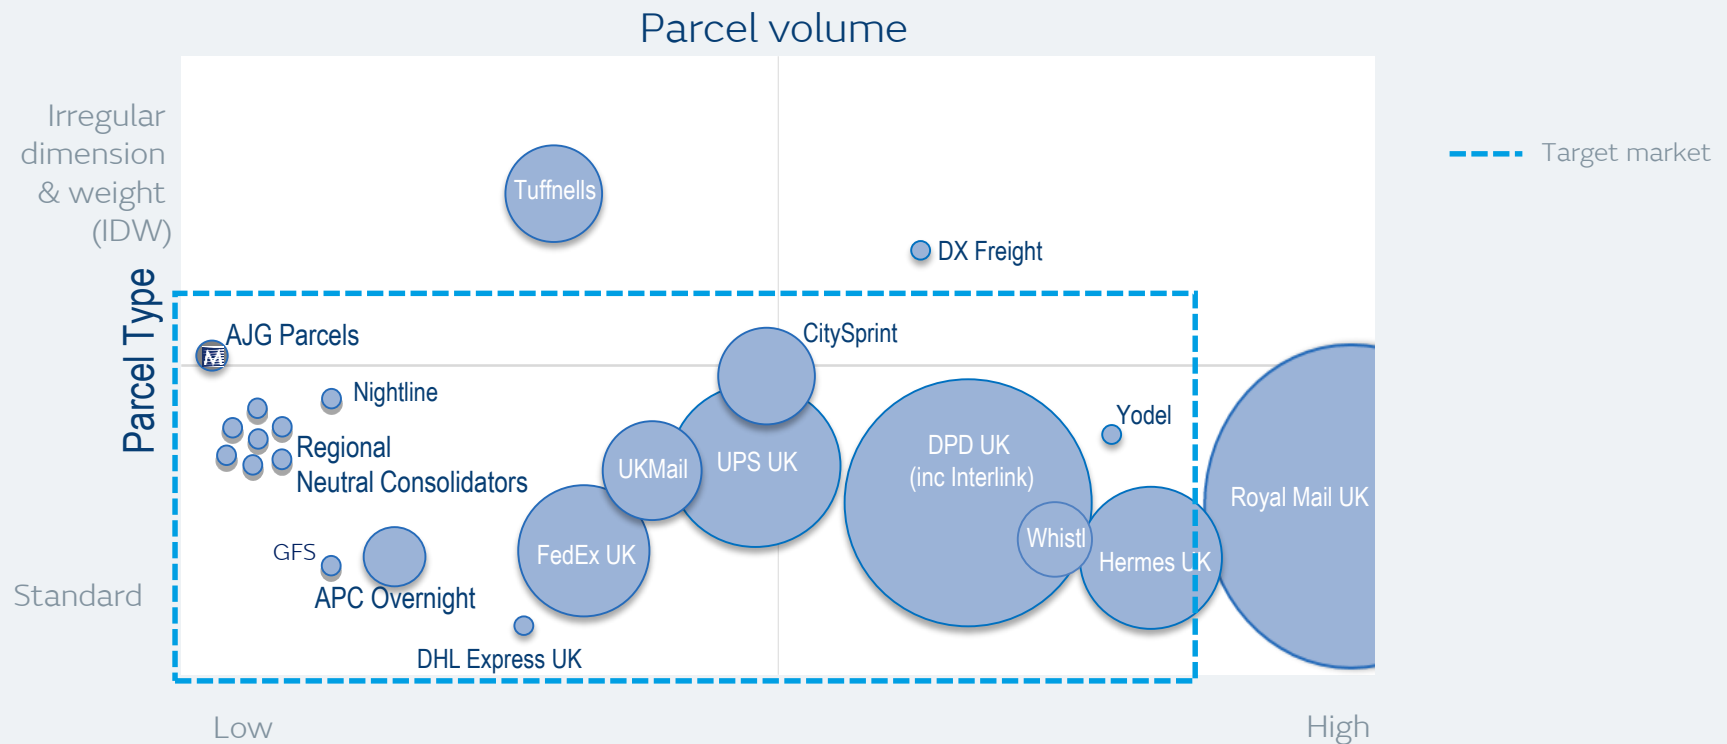 Parcel volume
Irregular
dimension
& weight
(IDW)
Parcel Type
Standard
Target market
Tuffnells
DX Freight
AJG Parcels
CitySprint
Nightline
Yodel
Regional
Neutral Consolidators
UKMail
UPS UK
DPD UK
(inc Interlink)
Royal Mail UK
GFS
APC Overnight
FedEx UK
Whistl
Hermes UK
DHL Express UK
Low
High